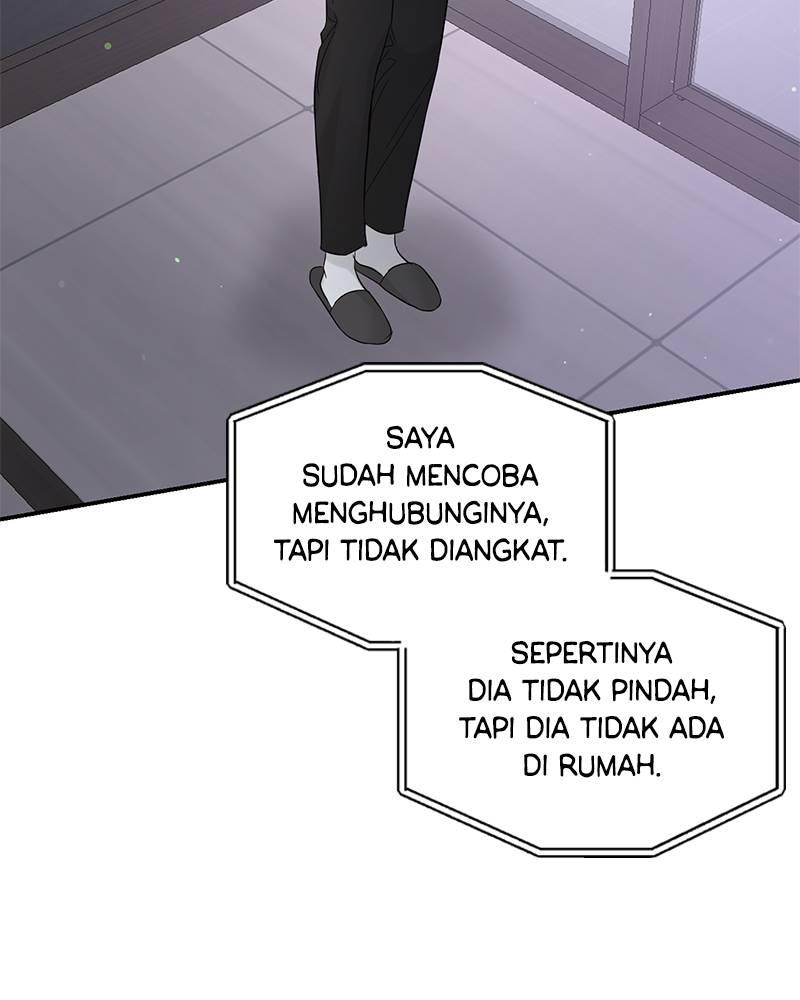 SAYA
SUDAH MENCOBA
MENGHUBUNGINYA,
TAPI TIDAK DIANGKAT.
SEPERTINYA
DIA TIDAK PINDAH,
TAPI DIA TIDAK ADA
DI RUMAH.